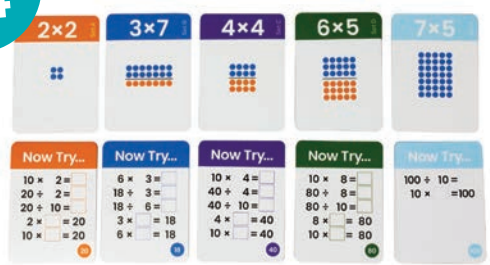 2×2
3×7
4×4
6×5
7×5
Now Try...
10 × 2=
20 ÷ 2=
20 ÷ 10=
2 × = 20
10 × = 20
20
Now Try...
6 × 3=
18 ÷ 3=
18 ÷ 6=
3 × = 18
6 × = 18
18
Now Try...
10 × 4=
40 ÷ 4=
40 ÷ 10=
4 × =40
10 × =40
40
Now Try...
10 × 8=
80 ÷ 8=
80 ÷ 10=
8 × = 80
10 × = 80
80
Now Try...
100 ÷ 10=
10 × =100